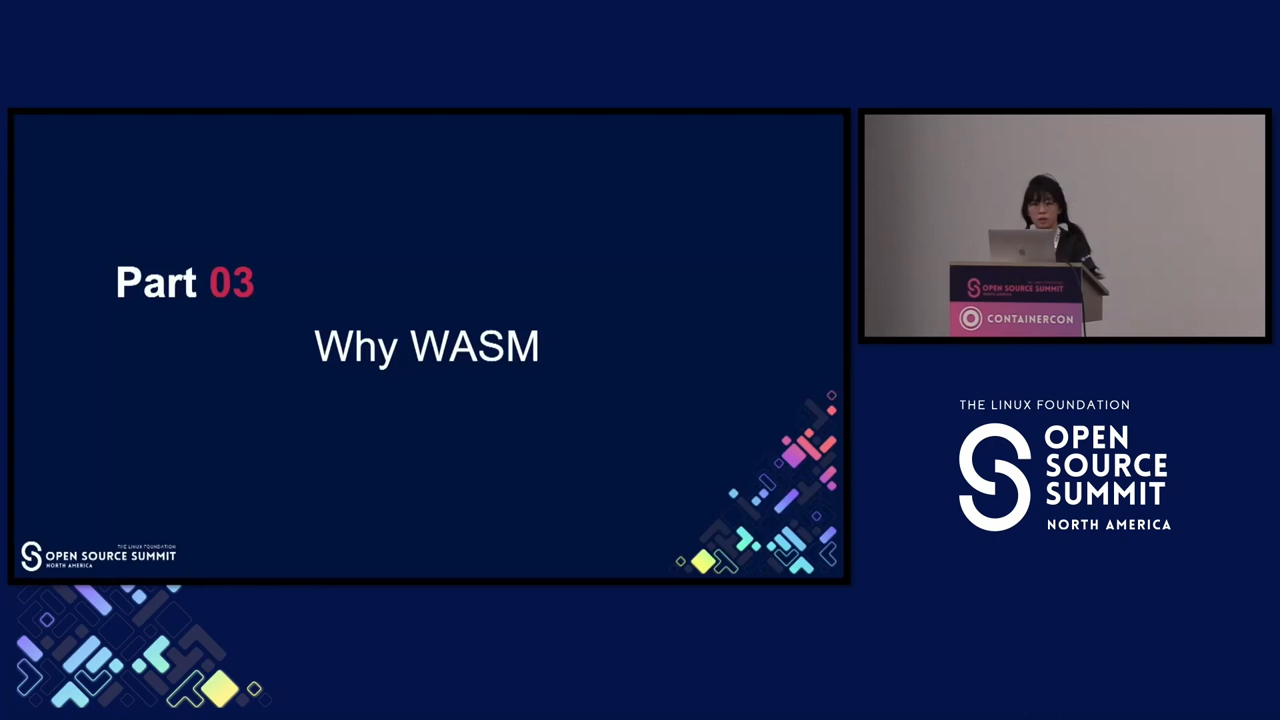 Part 03
Why WASM
THE LINUX FOUNDATION
OPEN SOURCE SUMMIT
NORTH AMERICA
OPEN SOURCE SUMMIT
CONTAINERCON
THE LINUX FOUNDATION
OPEN
SOURCE
SUMMIT
NORTH AMERICA